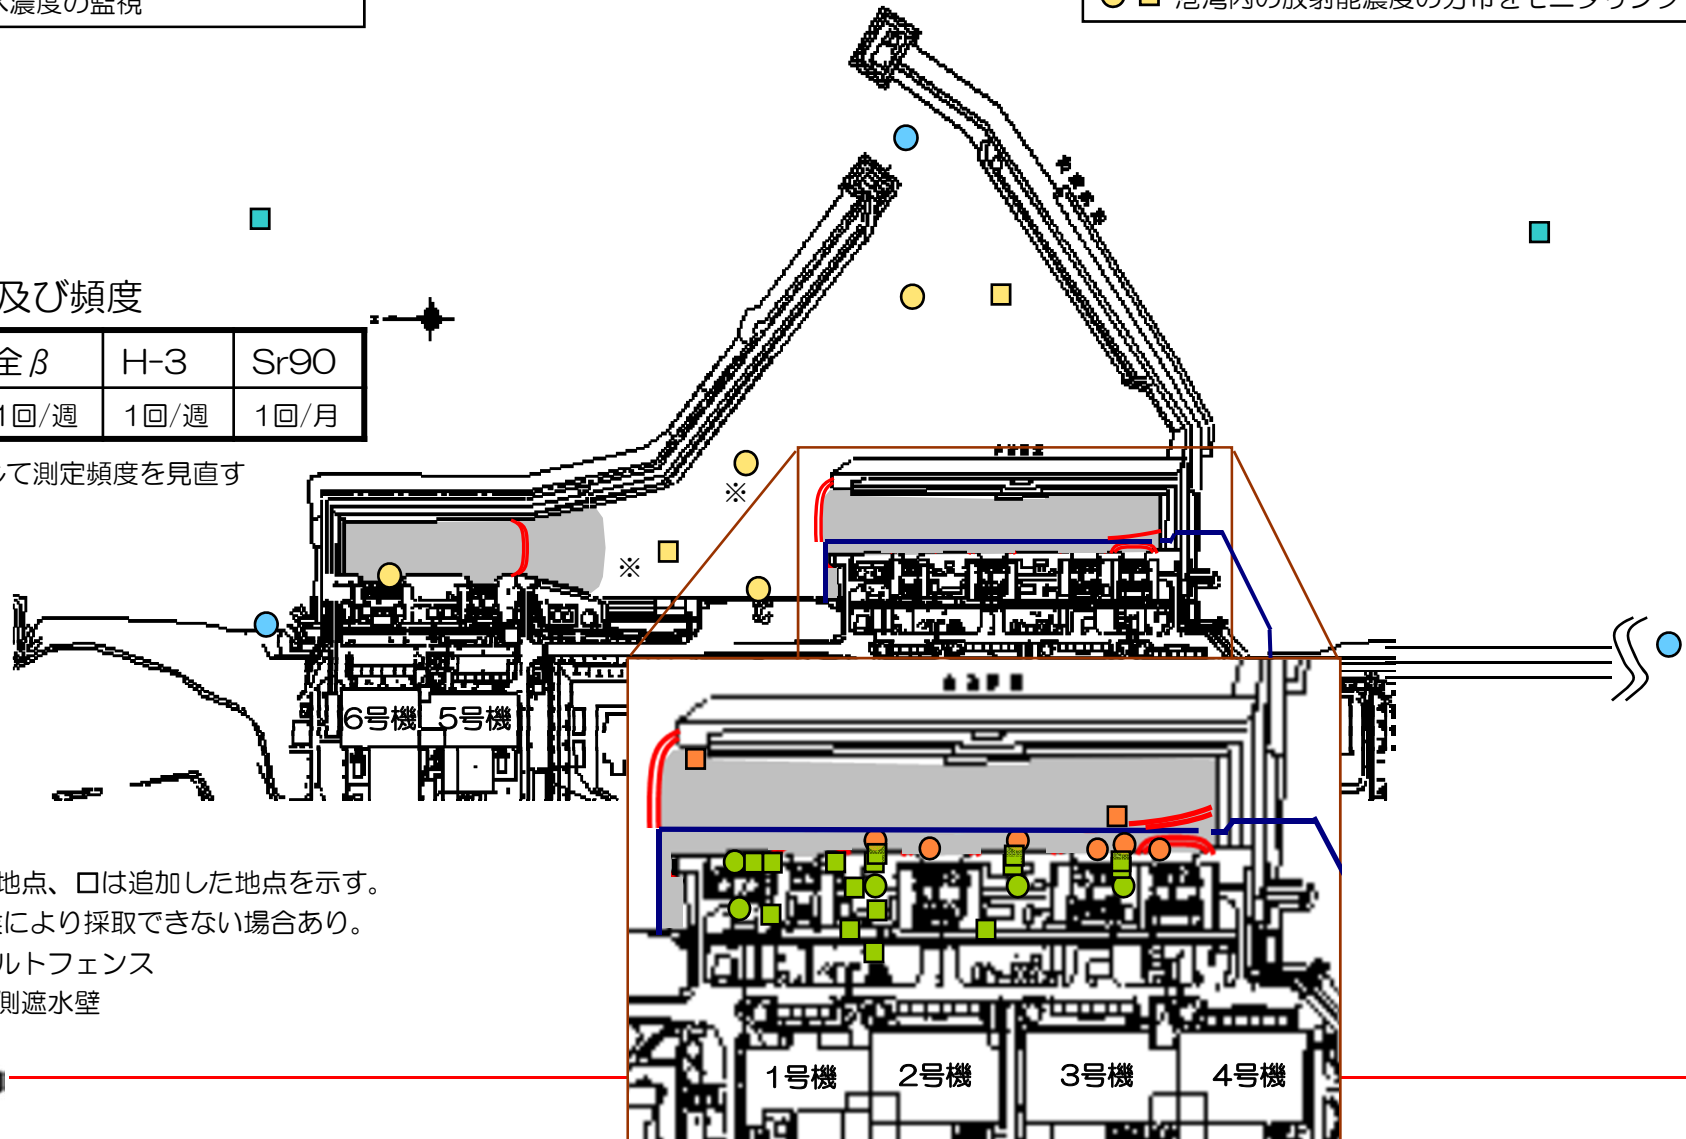 水濃度の監視
港湾内の放射能濃度の分布をモニタリング
及び頻度
全β H-3 Sr90
1回/週 1回/週 1回/月
して測定頻度を見直す
※
※
6号機 5号機
地点、口は追加した地点を示す。
により採取できない場合あり。
ルトフェンス
側遮水壁
1号機 2号機 3号機 4号機